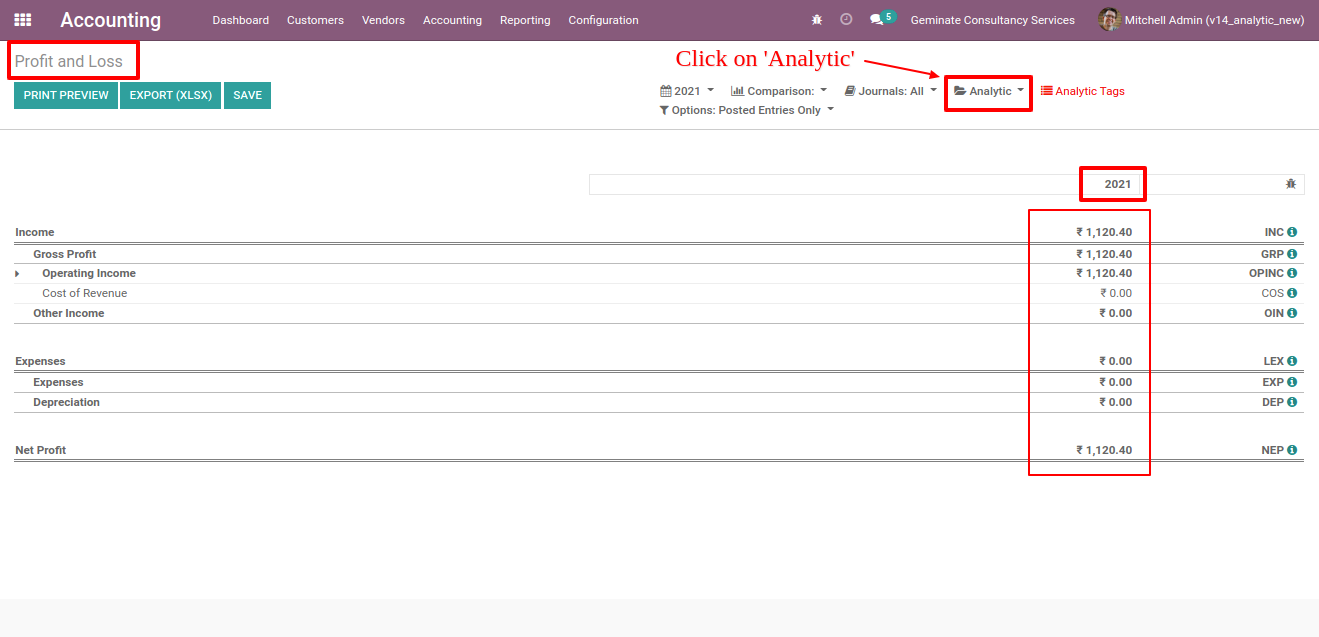 Accounting Dashboard Customers Vendors Accounting Reporting Configuration 5 Geminate Consultancy Services Mitchell Admin (v14_analytic_new)
Profit and Loss
Click on 'Analytic'
PRINT PREVIEW EXPORT (XLSX) SAVE
2021 Comparison: Journals: All Analytic Analytic Tags
Options: Posted Entries Only
2021
Income ₹ 1,120.40 INC
Gross Profit ₹ 1,120.40 GRP
Operating Income ₹ 1,120.40 OPINC
Cost of Revenue ₹ 0.00 COS
Other Income ₹ 0.00 OIN
Expenses ₹ 0.00 LEX
Expenses ₹ 0.00 EXP
Depreciation ₹ 0.00 DEP
Net Profit ₹ 1,120.40 NEP